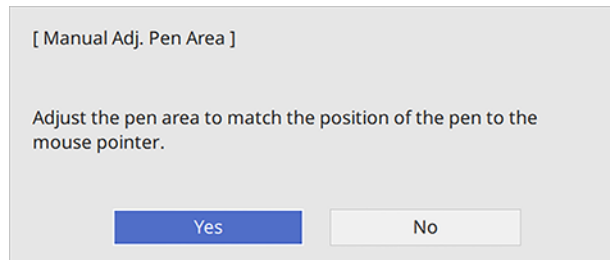 [ Manual Adj. Pen Area ]
Adjust the pen area to match the position of the pen to the
mouse pointer.
Yes
No